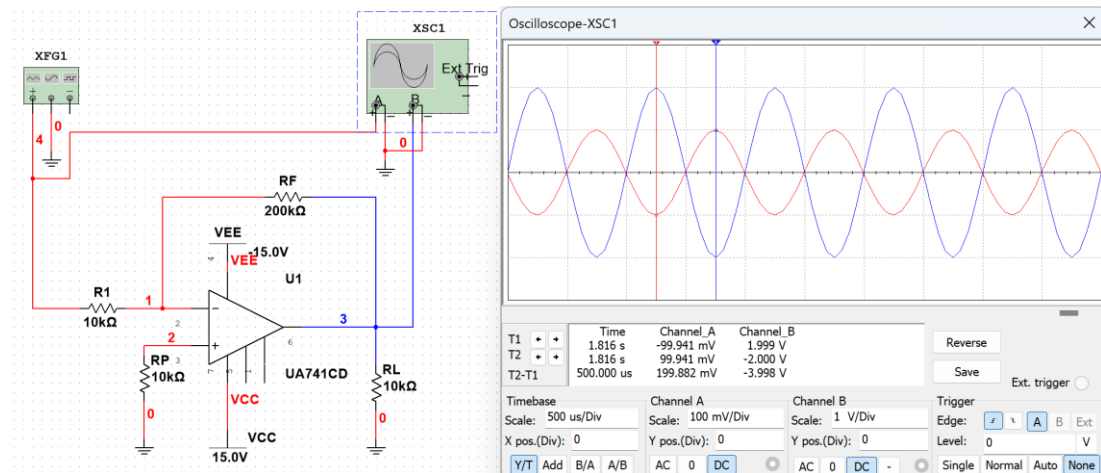 XFG1
XSC1
Ext Trig
A
B
+
−
+
−
+
−
4
0
0
RF
200kΩ
VEE
-15.0V
4
VEE
U1
R1
10kΩ
1
2
2
3
3
6
7
5
1
RP
10kΩ
UA741CD
RL
10kΩ
0
0
VCC
VCC
15.0V
Oscilloscope-XSC1
Time Channel_A Channel_B
T1 1.816 s -99.941 mV 1.999 V
T2 1.816 s 99.941 mV -2.000 V
T2-T1 500.000 us 199.882 mV -3.998 V
Reverse
Save
Ext. trigger
Timebase Channel A Channel B Trigger
Scale: 500 us/Div Scale: 100 mV/Div Scale: 1 V/Div Edge: A B Ext
X pos.(Div): 0 Y pos.(Div): 0 Y pos.(Div): 0 Level: 0 V
Y/T Add B/A A/B AC 0 DC AC 0 DC - Single Normal Auto None